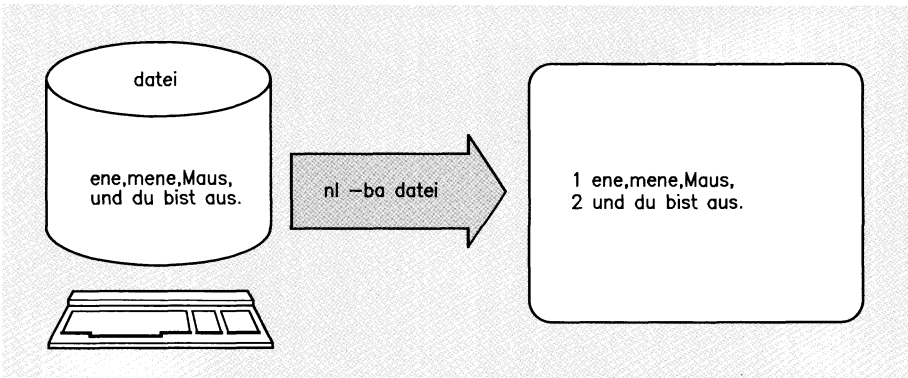 datei
ene,mene,Maus,
und du bist aus.
nl –ba datei
1 ene,mene,Maus,
2 und du bist aus.